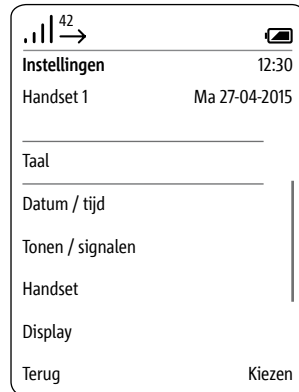 42
Instellingen 12:30
Handset 1 Ma 27-04-2015
Taal
Datum / tijd
Tonen / signalen
Handset
Display
Terug Kiezen